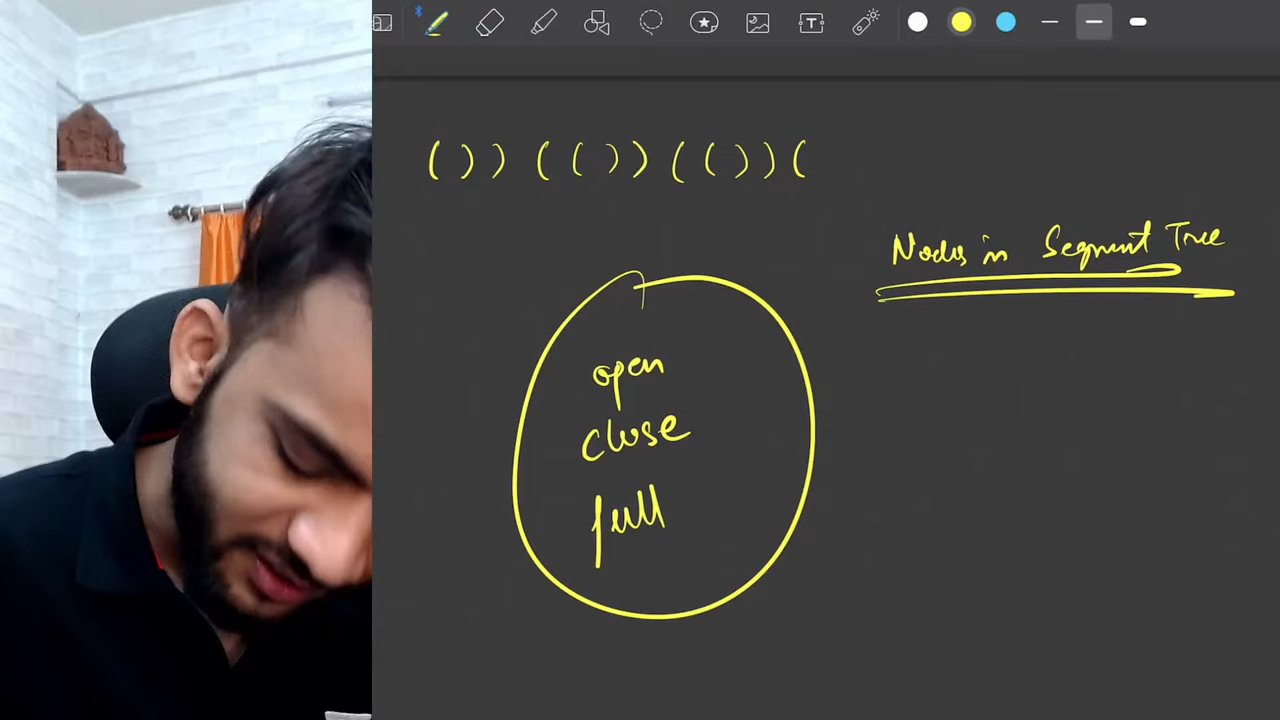 ( ) ) ( ( ) ) ( ( ) ) (
Nodes in Segment Tree
open
close
full